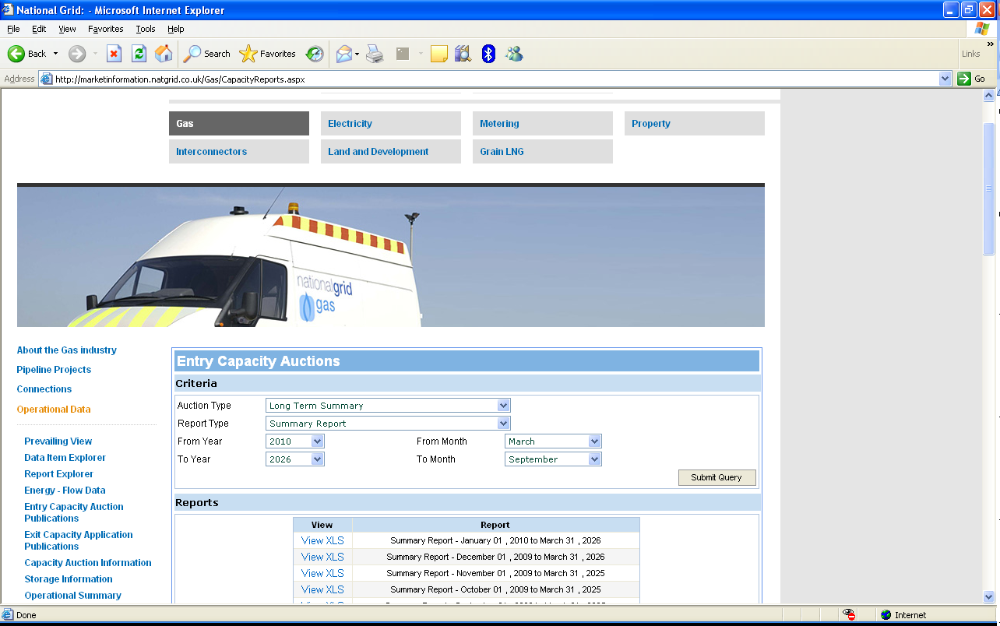 National Grid: - Microsoft Internet Explorer
File Edit View Favorites Tools Help
Back Search Favorites Links
Address http://marketinformation.natgrid.co.uk/Gas/CapacityReports.aspx Go
Gas Electricity Metering Property
Interconnectors Land and Development Grain LNG
nationalgrid
gas
About the Gas industry
Pipeline Projects
Connections
Operational Data
Prevailing View
Data Item Explorer
Report Explorer
Energy - Flow Data
Entry Capacity Auction
Publications
Exit Capacity Application
Publications
Capacity Auction Information
Storage Information
Operational Summary
Entry Capacity Auctions
Criteria
Auction Type Long Term Summary
Report Type Summary Report
From Year 2010 From Month March
To Year 2026 To Month September
Submit Query
Reports
View Report
View XLS Summary Report - January 01 , 2010 to March 31 , 2026
View XLS Summary Report - December 01 , 2009 to March 31 , 2026
View XLS Summary Report - November 01 , 2009 to March 31 , 2025
View XLS Summary Report - October 01 , 2009 to March 31 , 2025
Done Internet